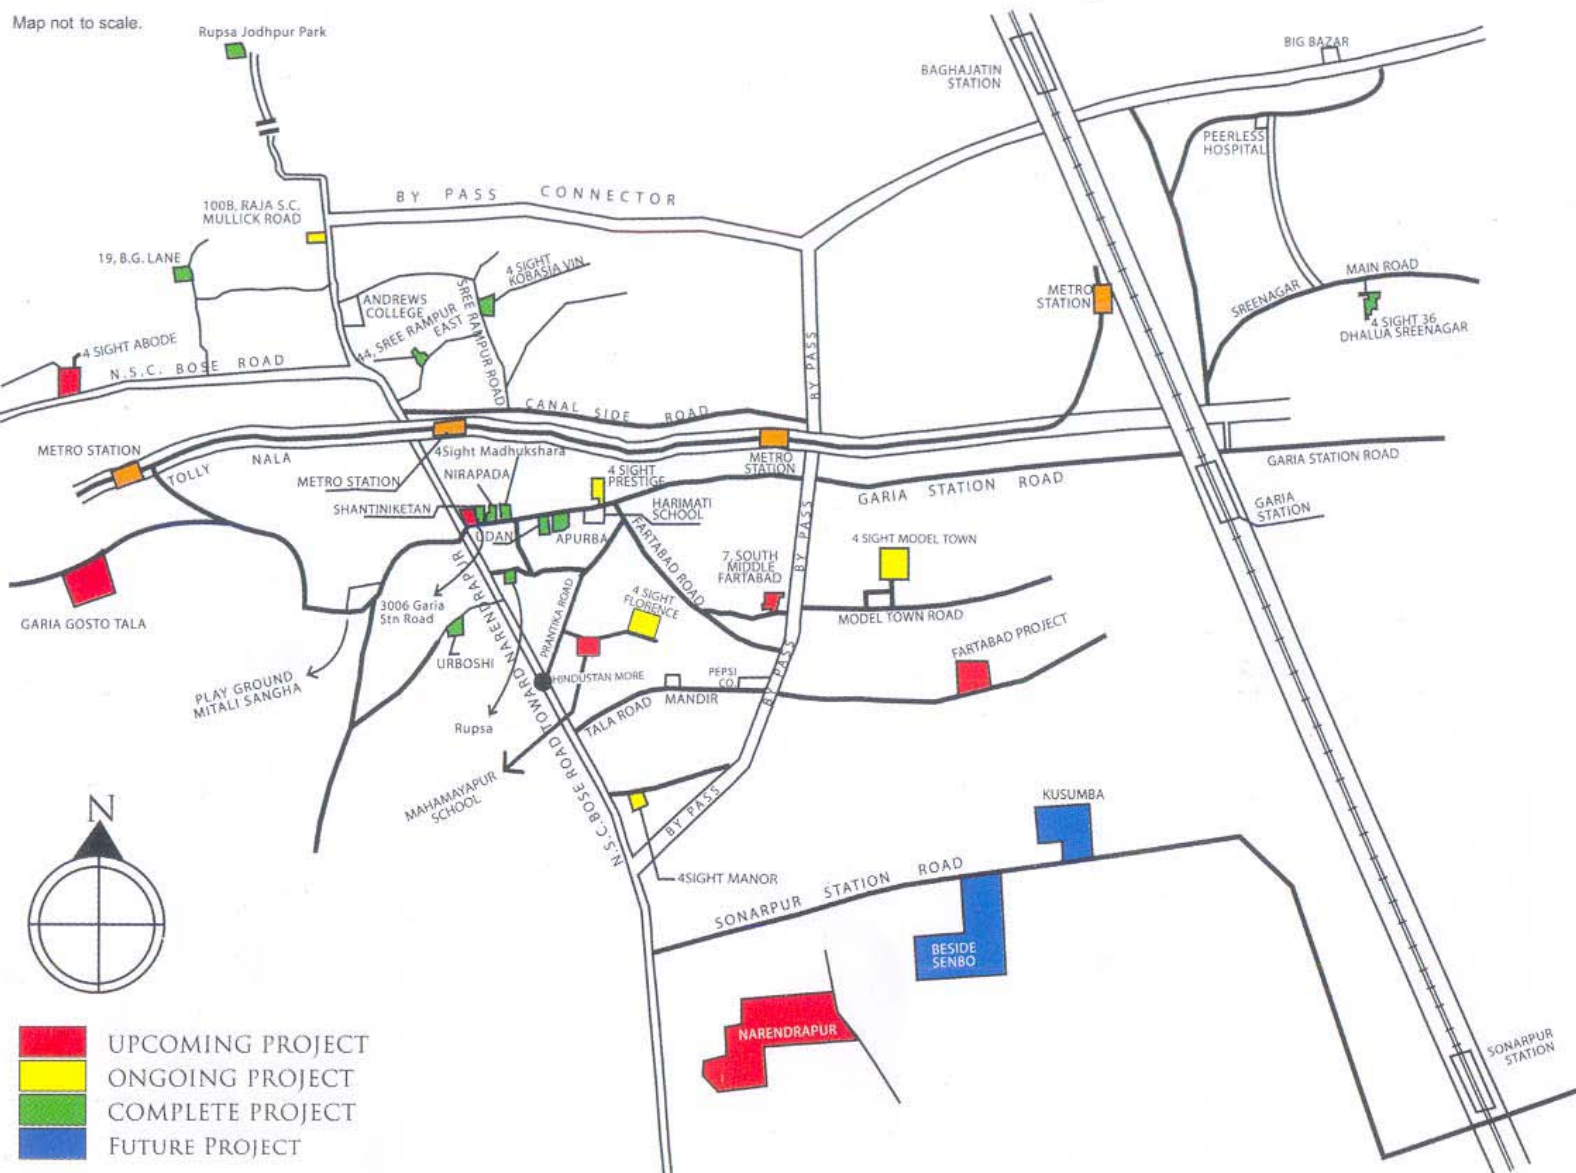 Map not to scale.
Rupsa Jodhpur Park
BIG BAZAR
BAGHAJATIN
STATION
PEERLESS
HOSPITAL
BY PASS CONNECTOR
100B, RAJA S.C.
MULLICK ROAD
19, B.G. LANE
4 SIGHT
KOBASIA VIN
ANDREWS
COLLEGE
SREE RAMPUR ROAD
44, SREE RAMPUR
EAST
METRO
STATION
SREENAGAR
MAIN ROAD
4 SIGHT 36
DHALUA SREENAGAR
4 SIGHT ABODE
N.S.C. BOSE ROAD
BY PASS
CANAL SIDE ROAD
METRO STATION
TOLLY NALA
METRO STATION
4Sight Madhukshara
NIRAPADA
4 SIGHT
PRESTIGE
METRO
STATION
GARIA STATION ROAD
GARIA STATION ROAD
GARIA
STATION
SHANTINIKETAN
HARIMATI
SCHOOL
UDAN
APURBA
FARTABAD ROAD
BY PASS
7, SOUTH
MIDDLE
FARTABAD
4 SIGHT MODEL TOWN
MODEL TOWN ROAD
GARIA GOSTO TALA
3006 Garia
Stn Road
PRANTIKA ROAD
4 SIGHT
FLORENCE
N.S.C.BOSE ROAD TOWARD NARENDRAPUR
URBOSHI
HINDUSTAN MORE
PEPSI
CO.
BY PASS
FARTABAD PROJECT
PLAY GROUND
MITALI SANGHA
Rupsa
TALA ROAD
MANDIR
MAHAMAYAPUR
SCHOOL
BY PASS
4SIGHT MANOR
KUSUMBA
SONARPUR STATION ROAD
BESIDE
SENBO
N
NARENDRAPUR
SONARPUR
STATION
UPCOMING PROJECT
ONGOING PROJECT
COMPLETE PROJECT
FUTURE PROJECT